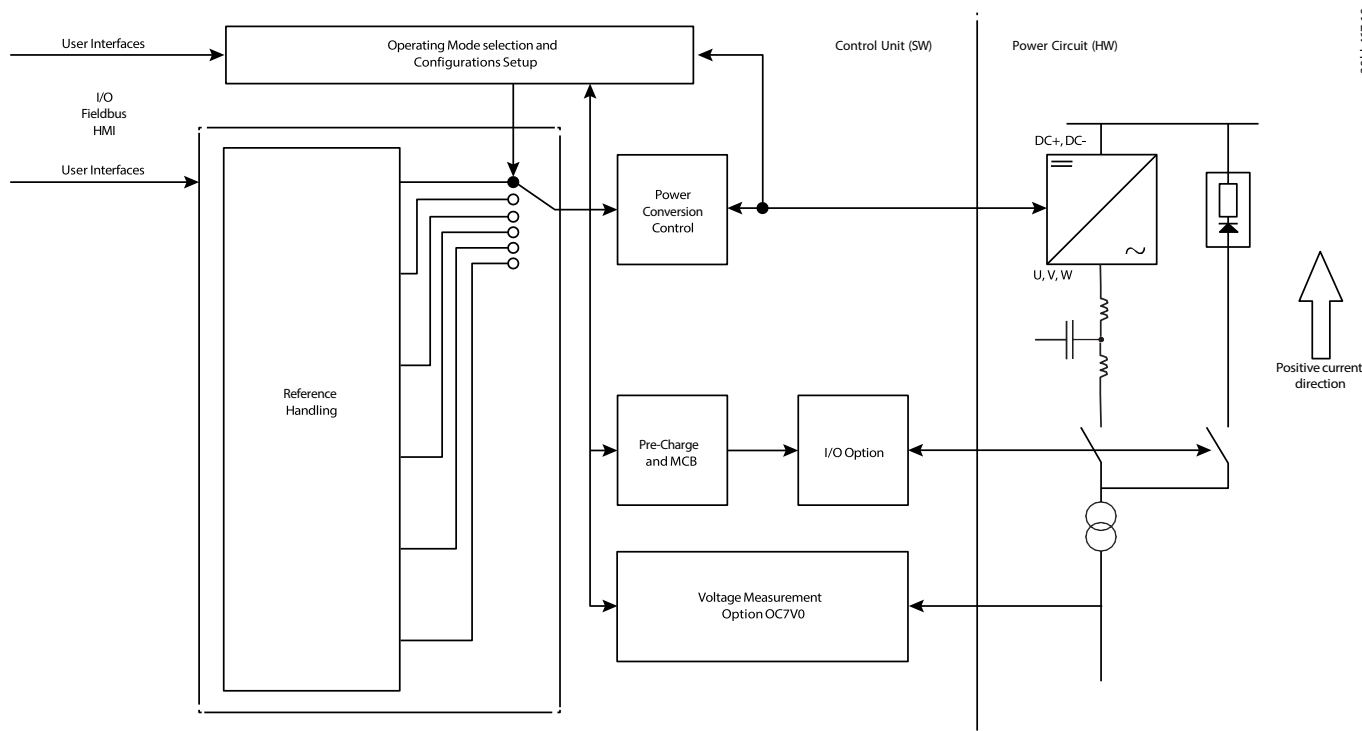 User Interfaces
Operating Mode selection and
Configurations Setup
Control Unit (SW)
Power Circuit (HW)
I/O
Fieldbus
HMI
User Interfaces
DC+, DC-
Power
Conversion
Control
U, V, W
Reference
Handling
Positive current
direction
Pre-Charge
and MCB
I/O Option
Voltage Measurement
Option OC7V0